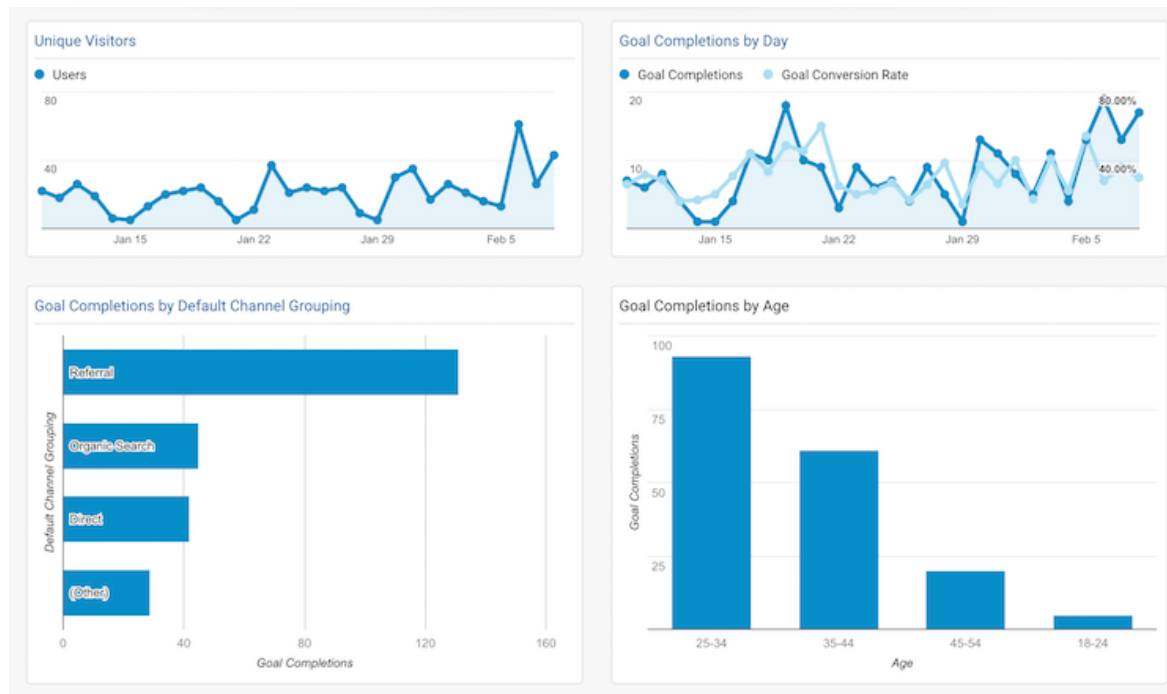 Unique Visitors
Users
80
40
Jan 15 Jan 22 Jan 29 Feb 5
Goal Completions by Day
Goal Completions Goal Conversion Rate
20 80.00%
10 40.00%
Jan 15 Jan 22 Jan 29 Feb 5
Goal Completions by Default Channel Grouping
Default Channel Grouping
Referral
Organic Search
Direct
(Other)
0 40 80 120 160
Goal Completions
Goal Completions by Age
Goal Completions
100
75
50
25
25-34 35-44 45-54 18-24
Age